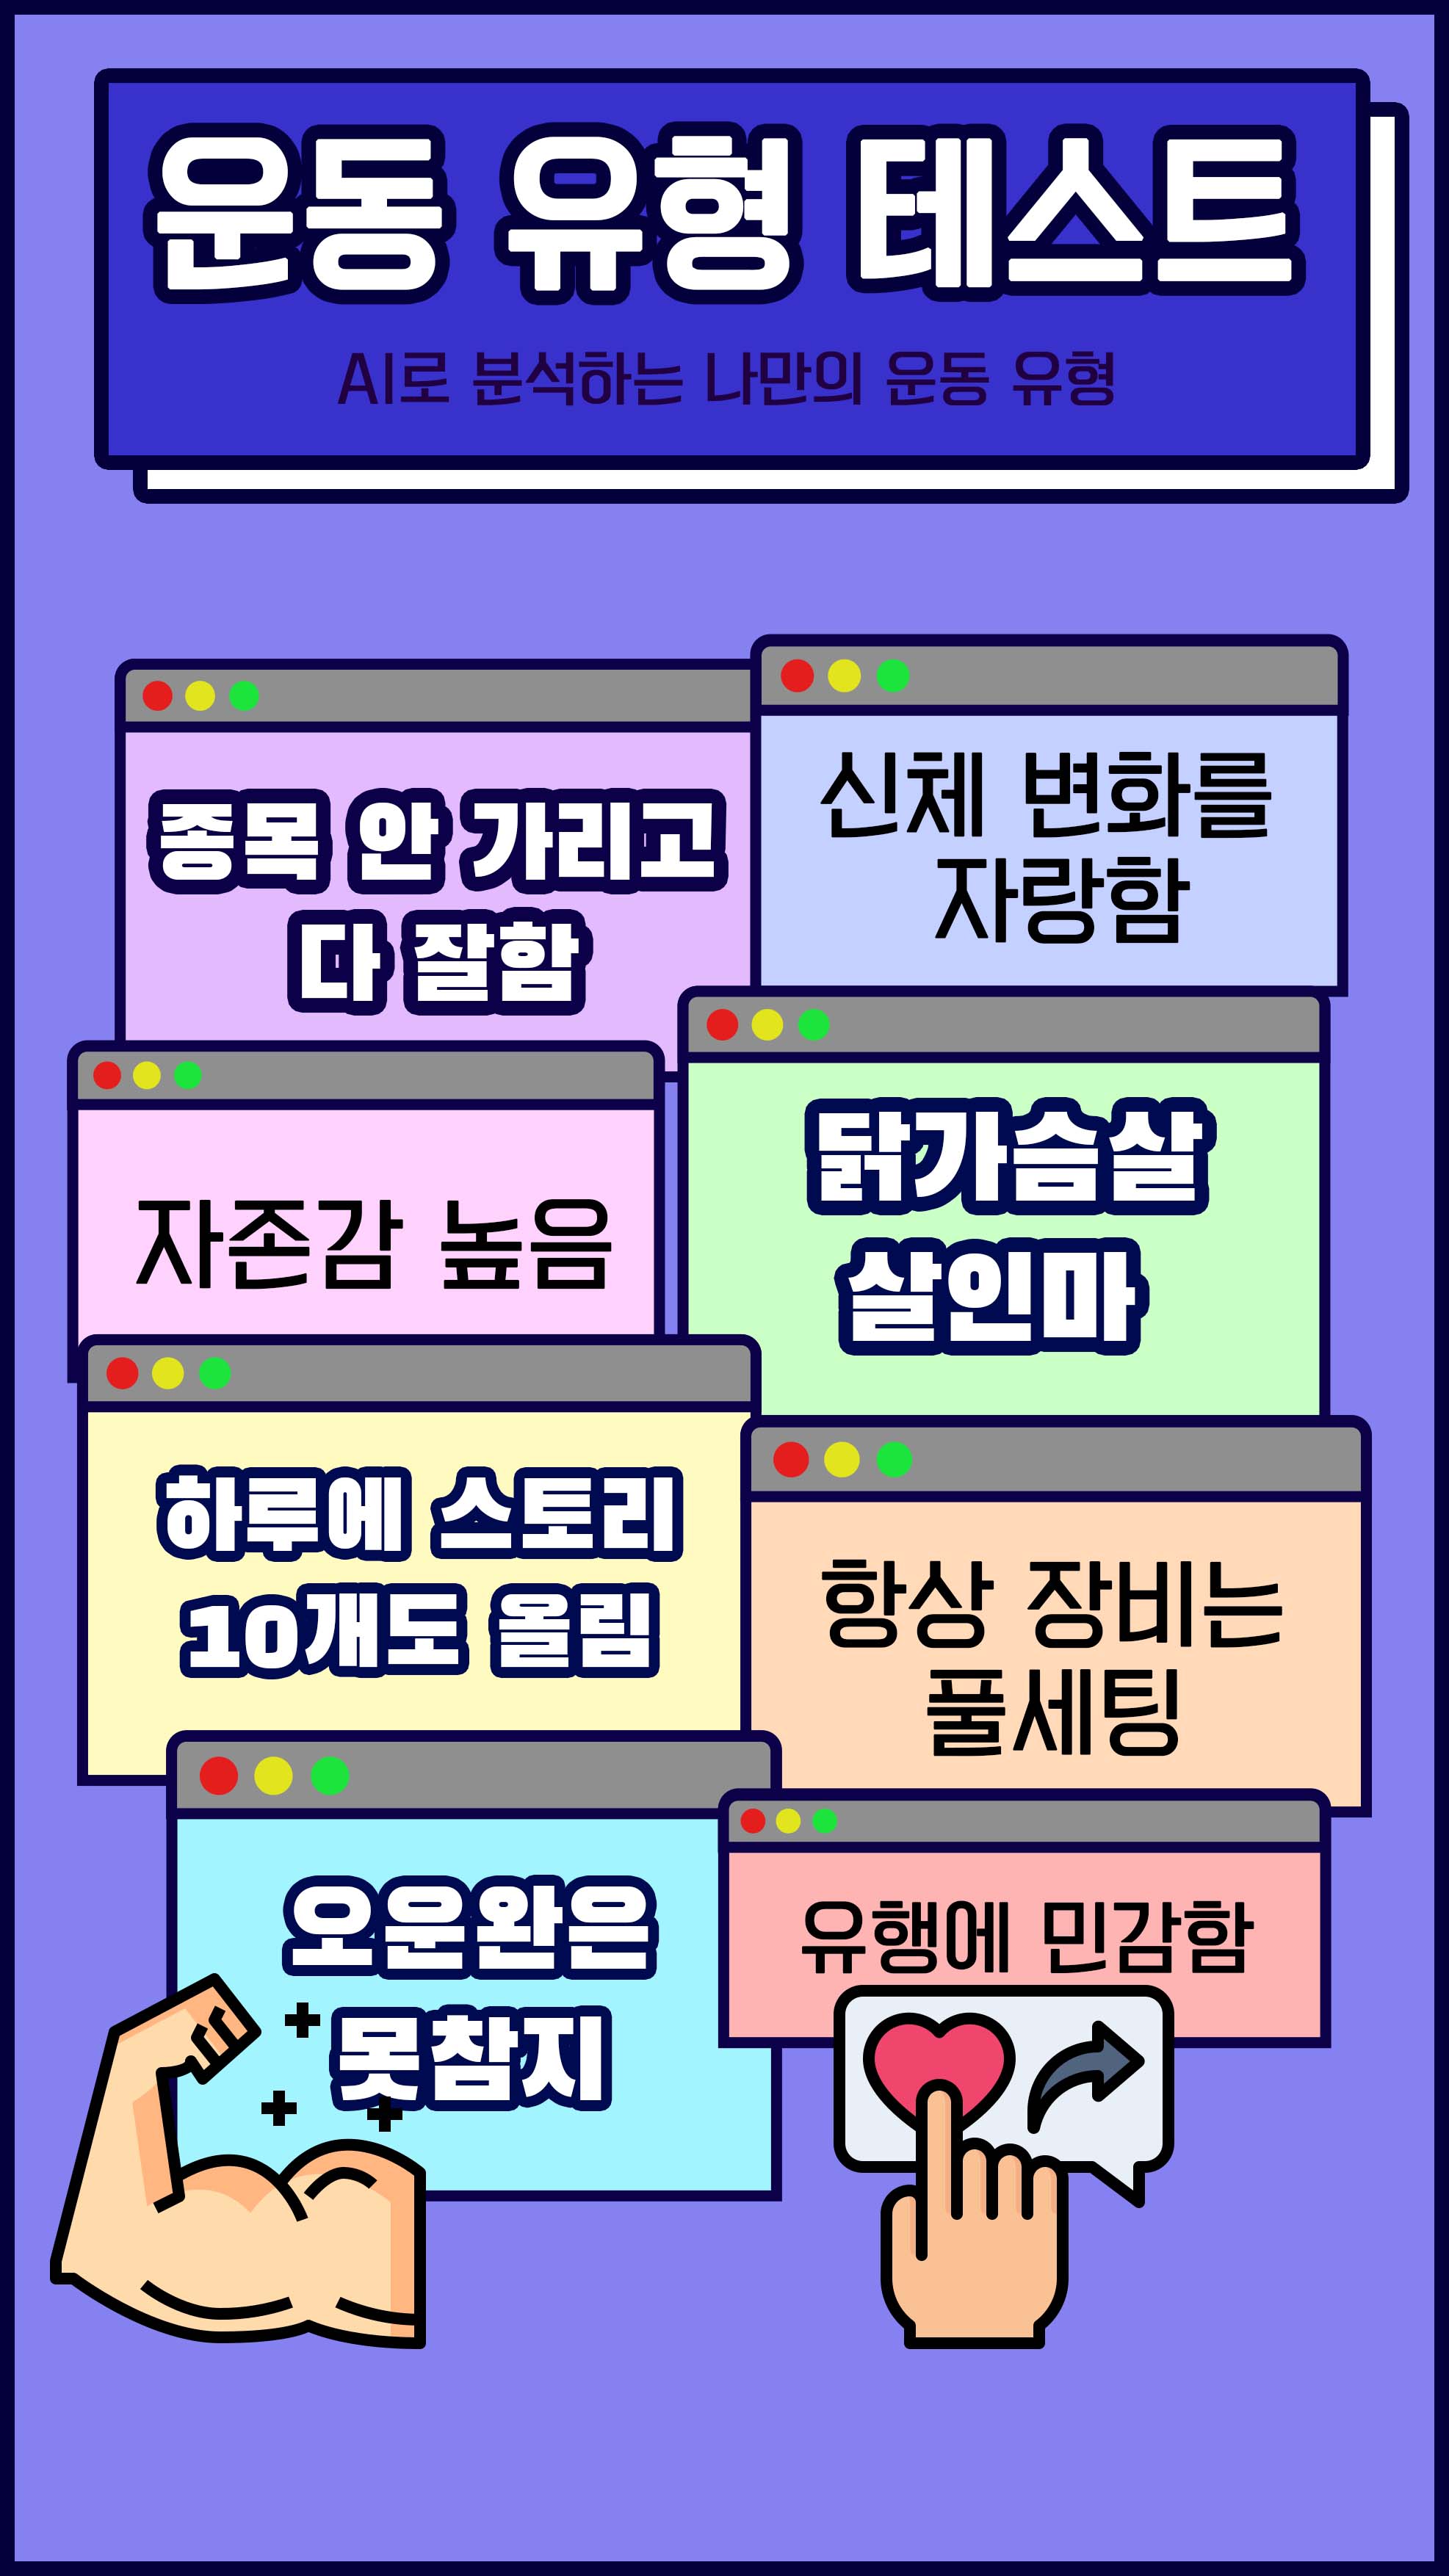 운동 유형 테스트
AI로 분석하는 나만의 운동 유형
종목 안 가리고
다 잘함
신체 변화를
자랑함
자존감 높음
닭가슴살
살인마
하루에 스토리
10개도 올림
항상 장비는
풀세팅
오운완은
못참지
유행에 민감함